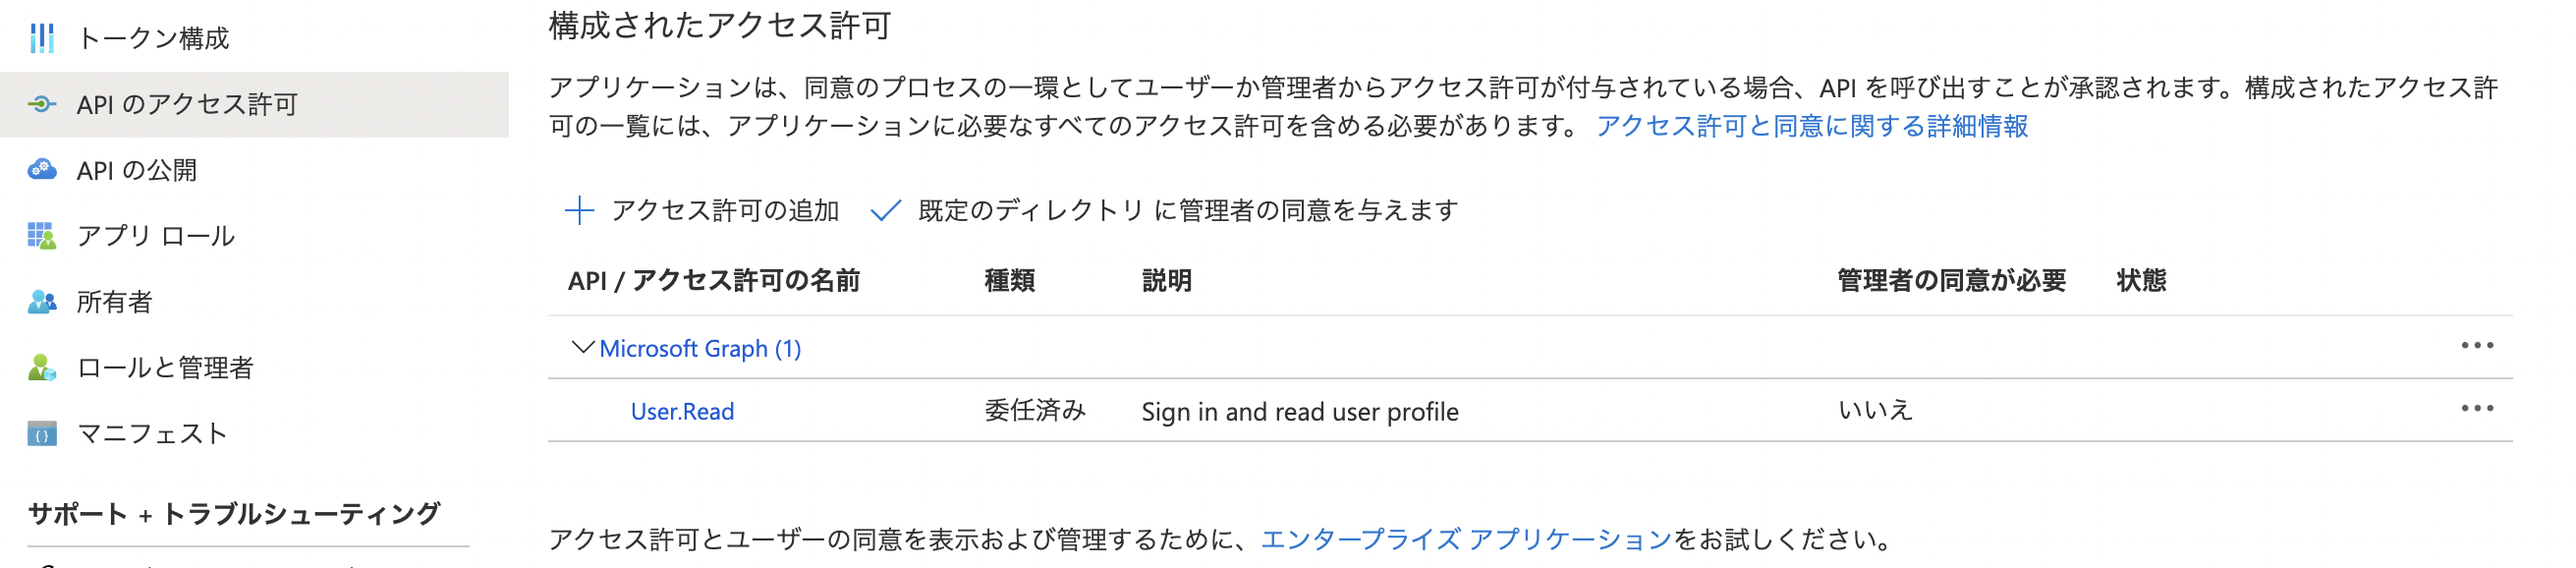 トークン構成
API のアクセス許可
API の公開
アプリ ロール
所有者
ロールと管理者
マニフェスト
サポート + トラブルシューティング
構成されたアクセス許可
アプリケーションは、同意のプロセスの一環としてユーザーか管理者からアクセス許可が付与されている場合、API を呼び出すことが承認されます。構成されたアクセス許
可の一覧には、アプリケーションに必要なすべてのアクセス許可を含める必要があります。 アクセス許可と同意に関する詳細情報
アクセス許可の追加 既定のディレクトリ に管理者の同意を与えます
API / アクセス許可の名前 種類 説明 管理者の同意が必要 状態
Microsoft Graph (1)
User.Read 委任済み Sign in and read user profile いいえ
アクセス許可とユーザーの同意を表示および管理するために、エンタープライズ アプリケーションをお試しください。